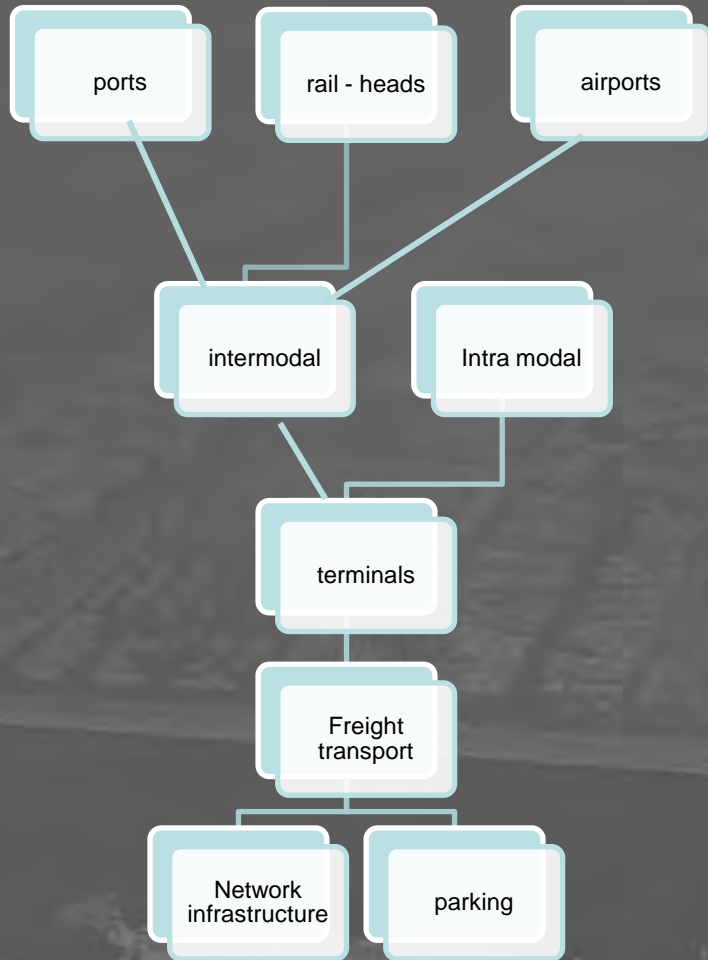 ports
rail - heads
airports
intermodal
Intra modal
terminals
Freight
transport
Network
infrastructure
parking